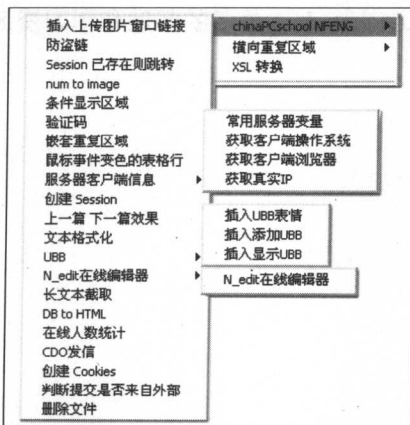 插入上传图片窗口链接
防盗链
Session 已存在则跳转
num to image
条件显示区域
验证码
嵌套重复区域
鼠标事件变色的表格行
服务器客户端信息
创建 Session
上一篇 下一篇效果
文本格式化
UBB
N_edit在线编辑器
长文本截取
DB to HTML
在线人数统计
CDO发信
创建 Cookies
判断提交是否来自外部
删除文件
chinaPCschool NFENG
横向重复区域
XSL 转换
常用服务器变量
获取客户端操作系统
获取客户端浏览器
获取真实IP
插入UBB表情
插入添加UBB
插入显示UBB
N_edit在线编辑器